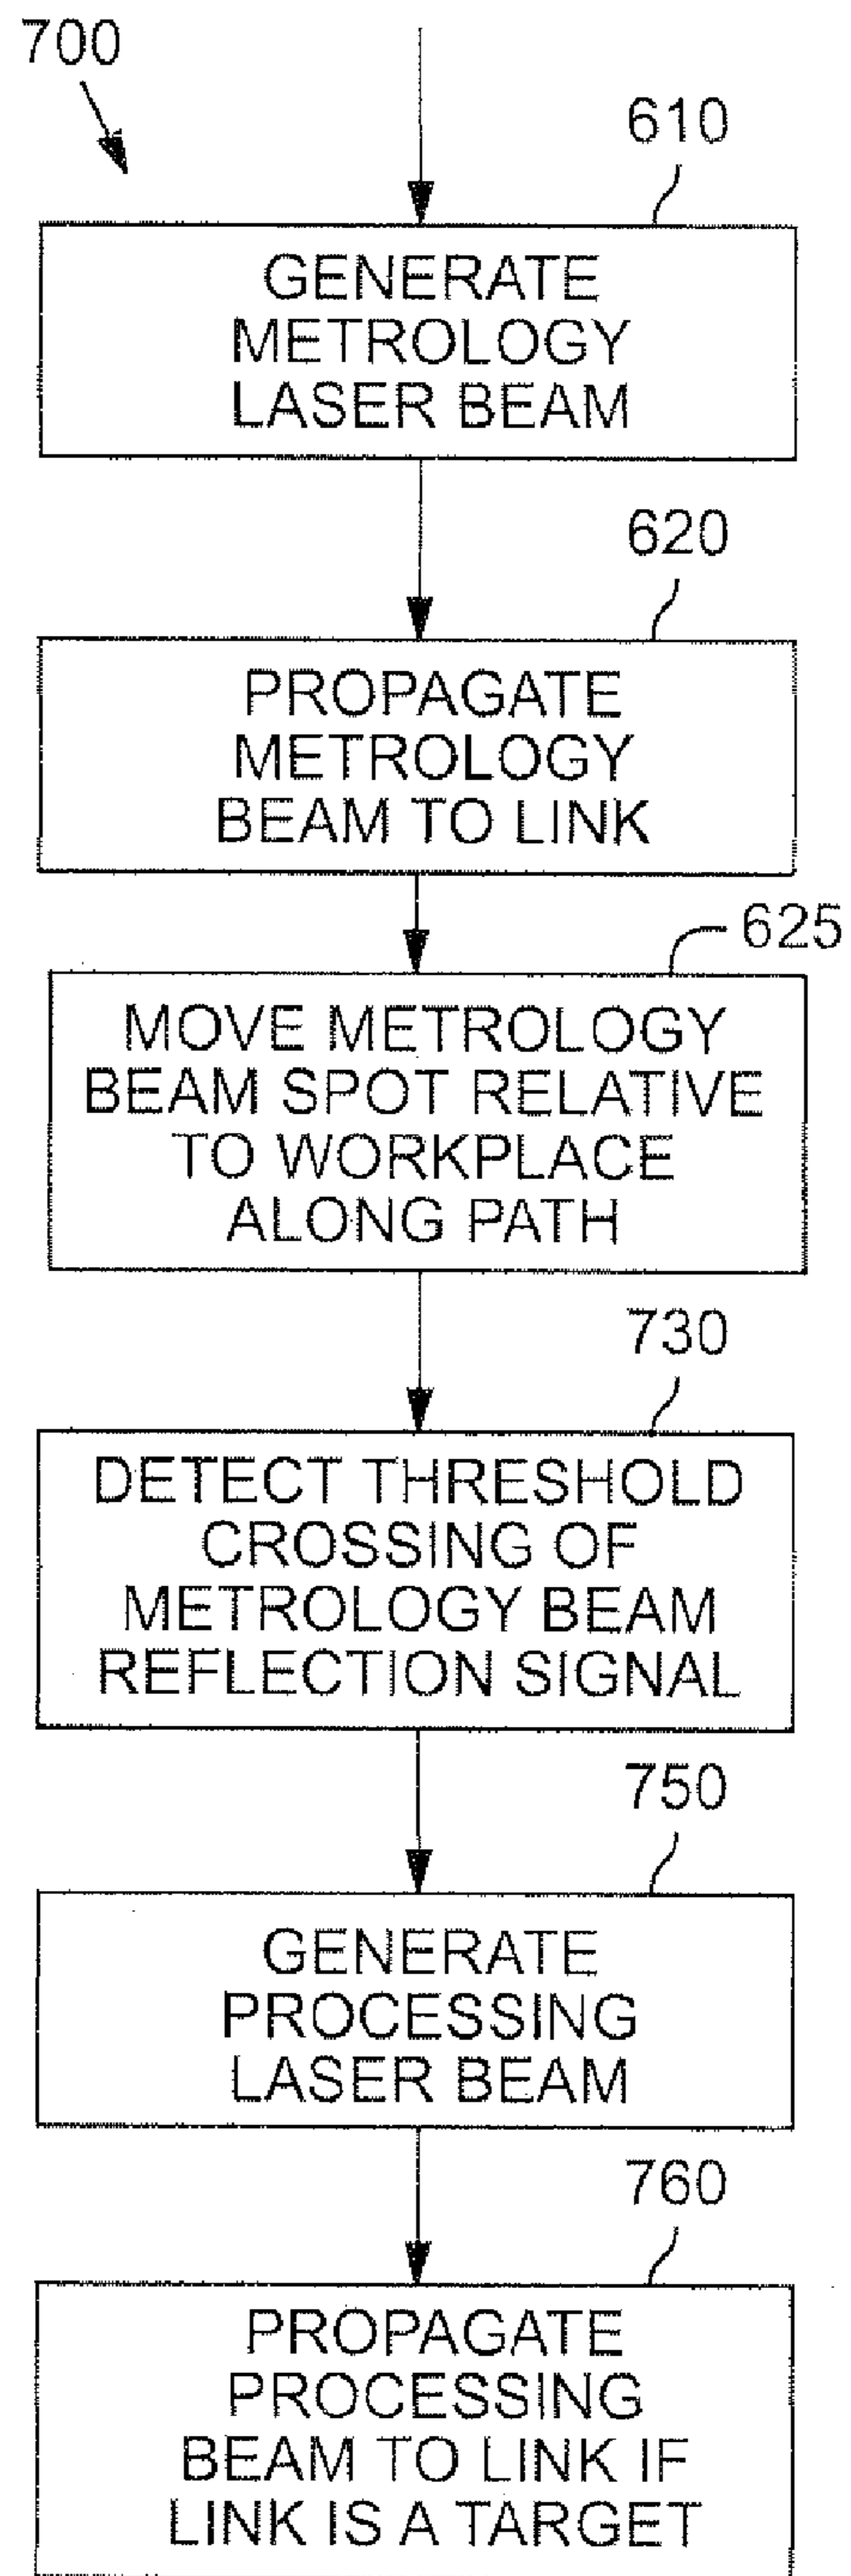 700
610
GENERATE
METROLOGY
LASER BEAM
620
PROPAGATE
METROLOGY
BEAM TO LINK
625
MOVE METROLOGY
BEAM SPOT RELATIVE
TO WORKPLACE
ALONG PATH
730
DETECT THRESHOLD
CROSSING OF
METROLOGY BEAM
REFLECTION SIGNAL
750
GENERATE
PROCESSING
LASER BEAM
760
PROPAGATE
PROCESSING
BEAM TO LINK IF
LINK IS A TARGET